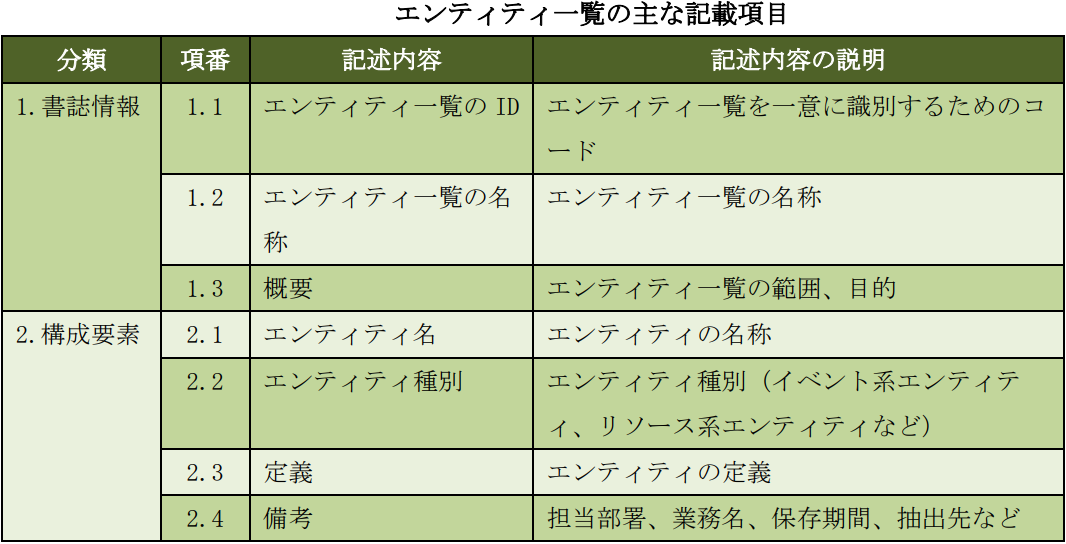 エンティティ一覧の主な記載項目
分類 項番 記述内容 記述内容の説明
1.書誌情報 1.1 エンティティ一覧の ID エンティティ一覧を一意に識別するためのコ
ード
1.2 エンティティ一覧の名 エンティティ一覧の名称
称
1.3 概要 エンティティ一覧の範囲、目的
2.構成要素 2.1 エンティティ名 エンティティの名称
2.2 エンティティ種別 エンティティ種別（イベント系エンティテ
ィ、リソース系エンティティなど）
2.3 定義 エンティティの定義
2.4 備考 担当部署、業務名、保存期間、抽出先など